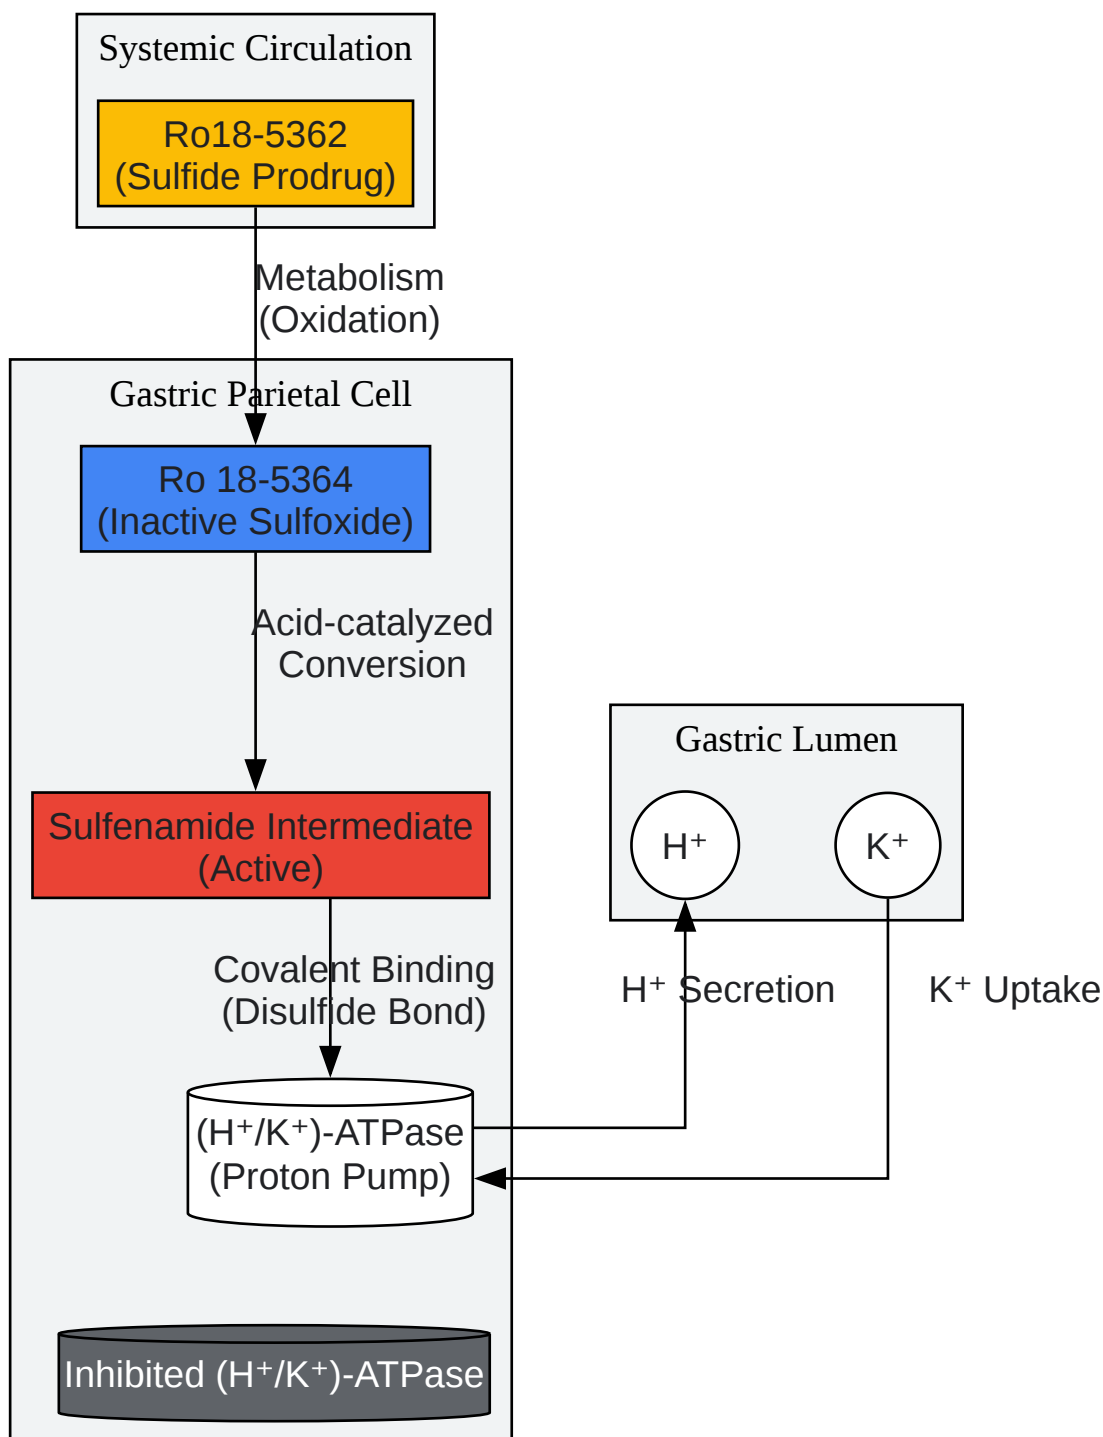 Systemic Circulation
Ro18-5362
(Sulfide Prodrug)
Metabolism
(Oxidation)
Gastric Parietal Cell
Ro 18-5364
(Inactive Sulfoxide)
Acid-catalyzed
Conversion
Sulfenamide Intermediate
(Active)
Gastric Lumen
H⁺
K⁺
Covalent Binding
(Disulfide Bond)
H⁺ Secretion
K⁺ Uptake
(H⁺/K⁺)-ATPase
(Proton Pump)
Inhibited (H⁺/K⁺)-ATPase